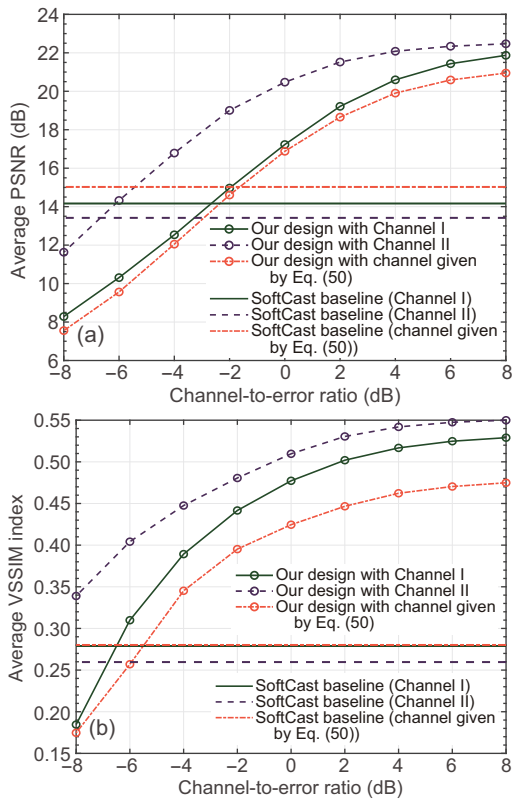 24
22
20
18
16
14
12
10
8
6
Average PSNR (dB)
Our design with Channel I
Our design with Channel II
Our design with channel given
by Eq. (50)
SoftCast baseline (Channel I)
SoftCast baseline (Channel II)
SoftCast baseline (channel given
by Eq. (50))
(a)
−8 −6 −4 −2 0 2 4 6 8
Channel-to-error ratio (dB)
0.55
0.50
0.45
0.40
0.35
0.30
0.25
0.20
0.15
Average VSSIM index
Our design with Channel I
Our design with Channel II
Our design with channel given
by Eq. (50)
SoftCast baseline (Channel I)
SoftCast baseline (Channel II)
SoftCast baseline (channel given
by Eq. (50))
(b)
−8 −6 −4 −2 0 2 4 6 8
Channel-to-error ratio (dB)